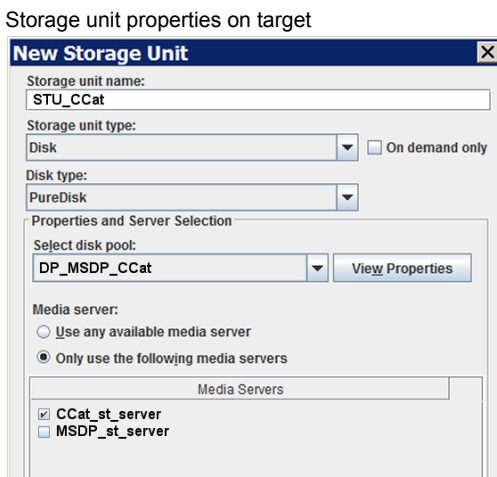 Storage unit properties on target
New Storage Unit
Storage unit name:
STU_CCat
Storage unit type:
Disk
On demand only
Disk type:
PureDisk
Properties and Server Selection
Select disk pool:
DP_MSDP_CCat
View Properties
Media server:
Use any available media server
Only use the following media servers
Media Servers
CCat_st_server
MSDP_st_server